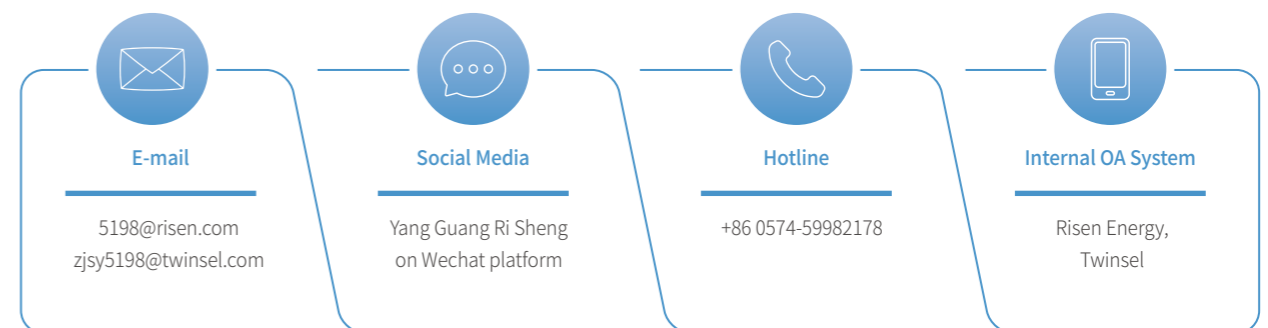 E-mail
5198@risen.com
zjsy5198@twinsel.com
Social Media
Yang Guang Ri Sheng
on Wechat platform
Hotline
+86 0574-59982178
Internal OA System
Risen Energy,
Twinsel